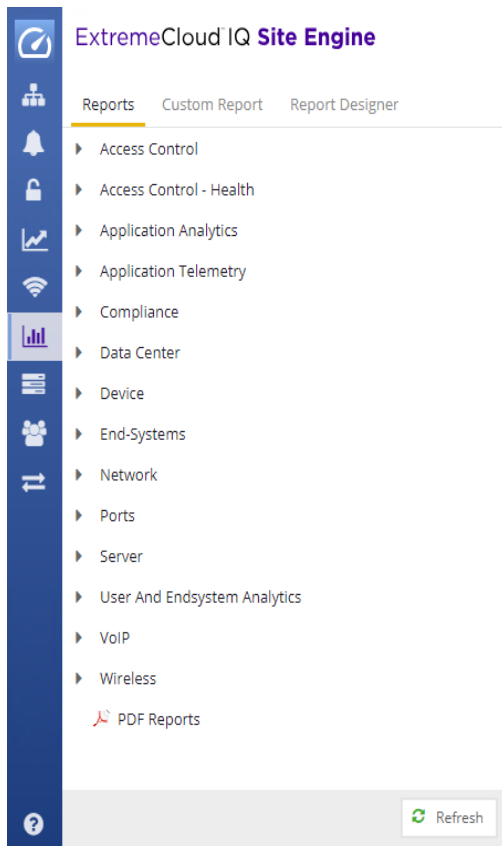 ExtremeCloud IQ Site Engine
Reports Custom Report Report Designer
Access Control
Access Control - Health
Application Analytics
Application Telemetry
Compliance
Data Center
Device
End-Systems
Network
Ports
Server
User And Endsystem Analytics
VoIP
Wireless
PDF Reports
Refresh